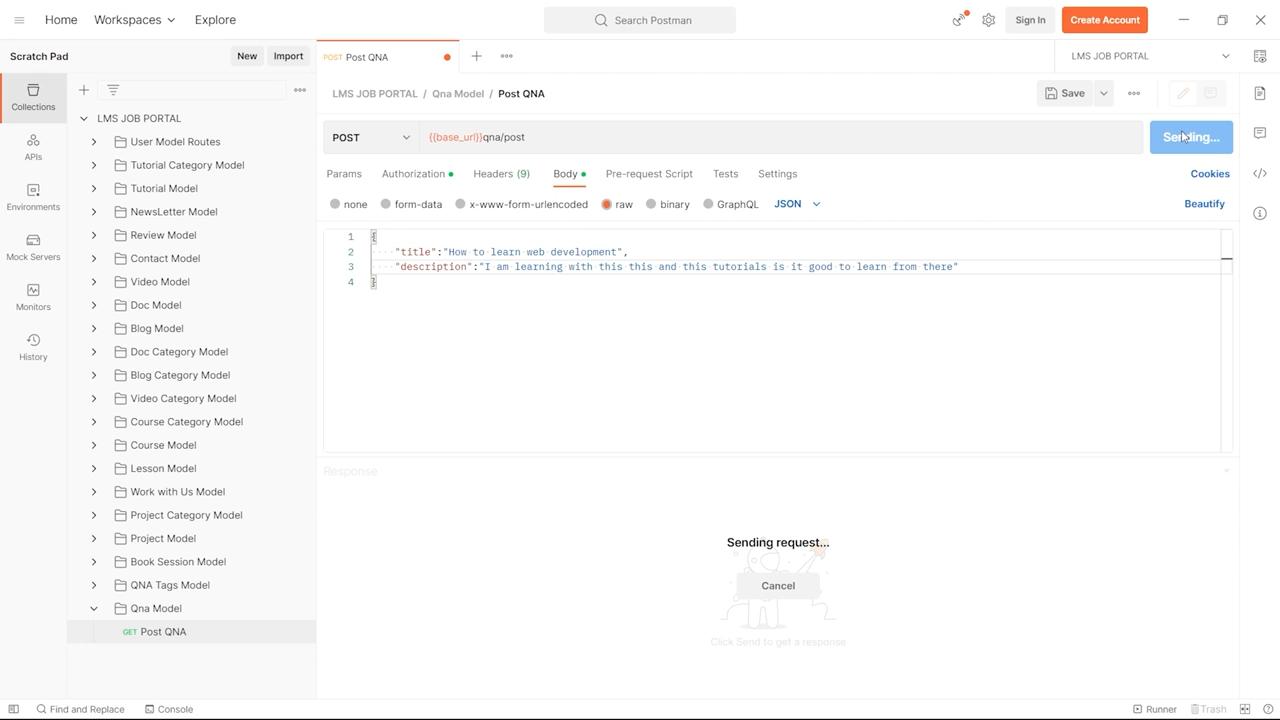 Home Workspaces Explore Search Postman Sign In Create Account
Scratch Pad New Import POST Post QNA LMS JOB PORTAL
Collections
APIs
Environments
Mock Servers
Monitors
History
LMS JOB PORTAL
User Model Routes
Tutorial Category Model
Tutorial Model
NewsLetter Model
Review Model
Contact Model
Video Model
Doc Model
Blog Model
Doc Category Model
Blog Category Model
Video Category Model
Course Category Model
Course Model
Lesson Model
Work with Us Model
Project Category Model
Project Model
Book Session Model
QNA Tags Model
Qna Model
GET Post QNA
LMS JOB PORTAL / Qna Model / Post QNA Save
POST {{base_url}}qna/post Sending...
Params Authorization Headers (9) Body Pre-request Script Tests Settings Cookies
none form-data x-www-form-urlencoded raw binary GraphQL JSON Beautify
1 {
2 "title":"How to learn web development",
3 "description":"I am learning with this this and this tutorials is it good to learn from there"
4 }
Response
Sending request...
Cancel
Click Send to get a response
Find and Replace Console Runner Trash